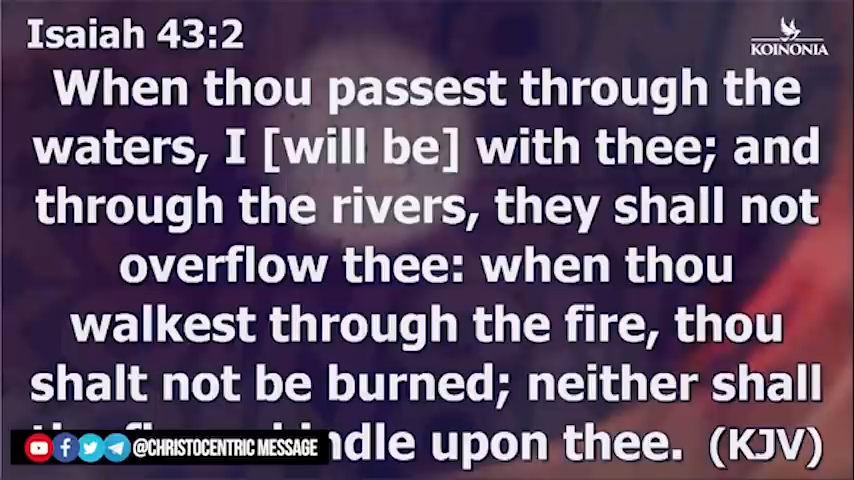 Isaiah 43:2
KOINONIA
When thou passest through the
waters, I [will be] with thee; and
through the rivers, they shall not
overflow thee: when thou
walkest through the fire, thou
shalt not be burned; neither shall
upon thee. (KJV)
@CHRISTOCENTRIC MESSAGE